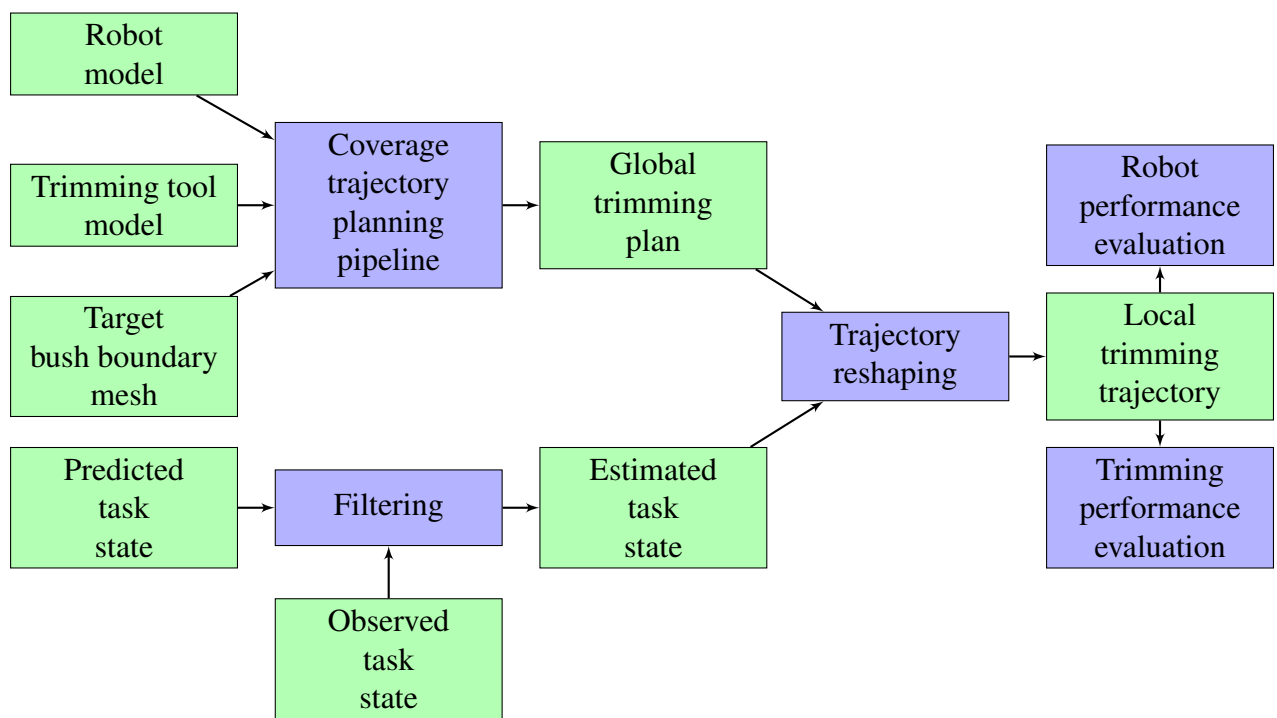 Robot
model
Trimming tool
model
Target
bush boundary
mesh
Coverage
trajectory
planning
pipeline
Global
trimming
plan
Predicted
task
state
Filtering
Observed
task
state
Estimated
task
state
Trajectory
reshaping
Robot
performance
evaluation
Local
trimming
trajectory
Trimming
performance
evaluation